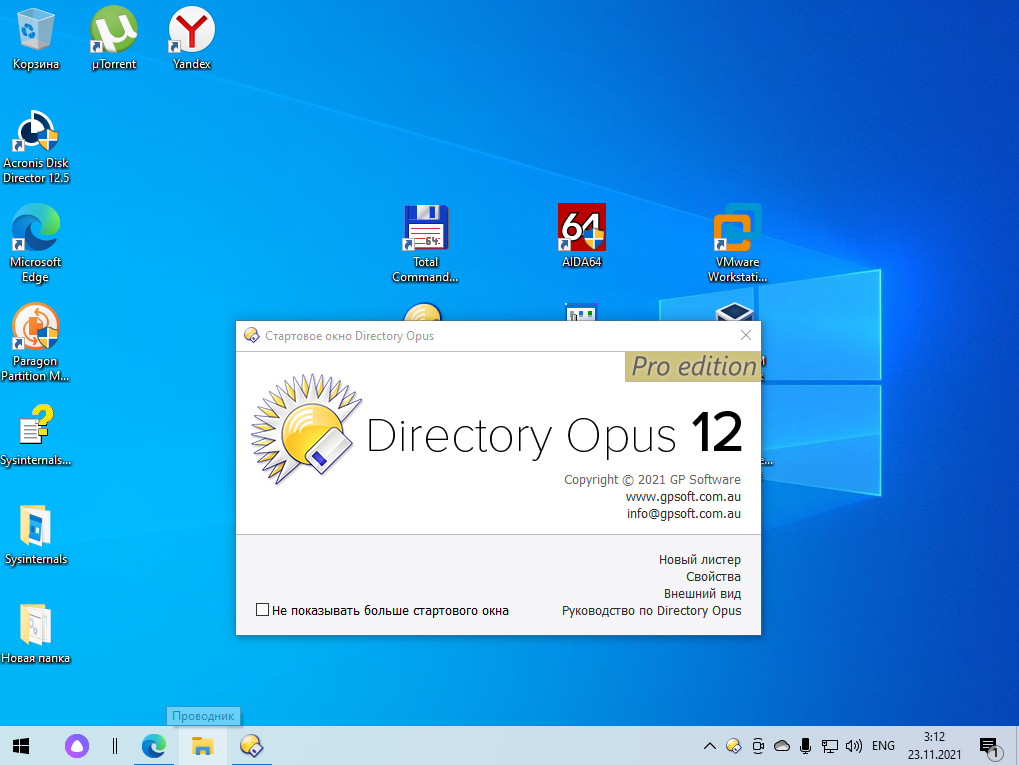 Корзина
µTorrent
Yandex
Acronis Disk
Director 12.5
Microsoft
Edge
Total
Command...
64
AIDA64
VMware
Workstati...
Paragon
Partition M...
Sysinternals...
Sysinternals
Новая папка
Стартовое окно Directory Opus
Pro edition
Directory Opus 12
Copyright © 2021 GP Software
www.gpsoft.com.au
info@gpsoft.com.au
Новый листер
Свойства
Внешний вид
Не показывать больше стартового окна
Руководство по Directory Opus
Проводник
ENG
3:12
23.11.2021
1